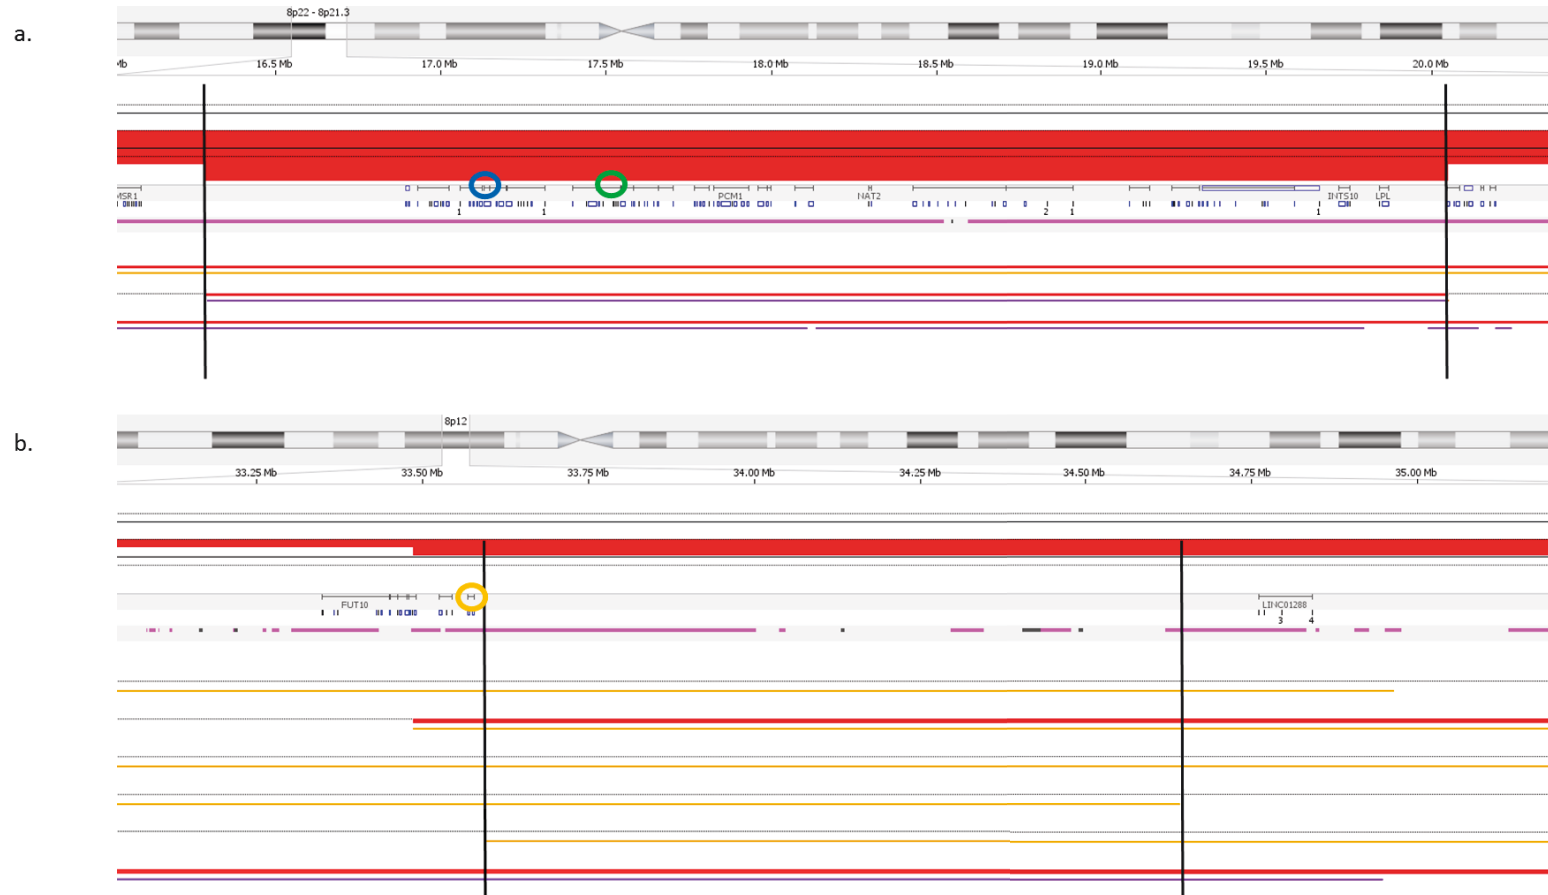 8p22 - 8p21.3
a.
Mb 16.5 Mb 17.0 Mb 17.5 Mb 18.0 Mb 18.5 Mb 19.0 Mb 19.5 Mb 20.0 Mb
MSR1 PCM1 NAT2 INTS10 LPL
1 1 2 1 1
8p12
b.
33.25 Mb 33.50 Mb 33.75 Mb 34.00 Mb 34.25 Mb 34.50 Mb 34.75 Mb 35.00 Mb
FUT10 LINC01288
3 4